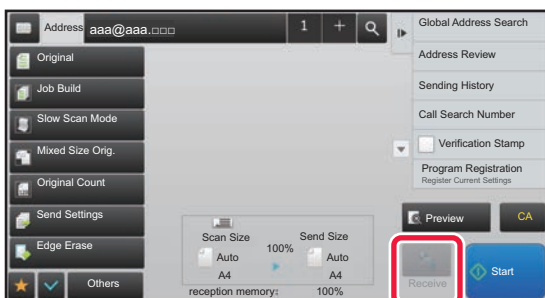 Address aaa@aaa.□□□ 1 +
Original
Job Build
Slow Scan Mode
Mixed Size Orig.
Original Count
Send Settings
Edge Erase
Others
Scan Size 100% Send Size
Auto Auto
A4 A4
reception memory: 100%
Global Address Search
Address Review
Sending History
Call Search Number
Verification Stamp
Program Registration
Register Current Settings
Preview CA
Receive Start